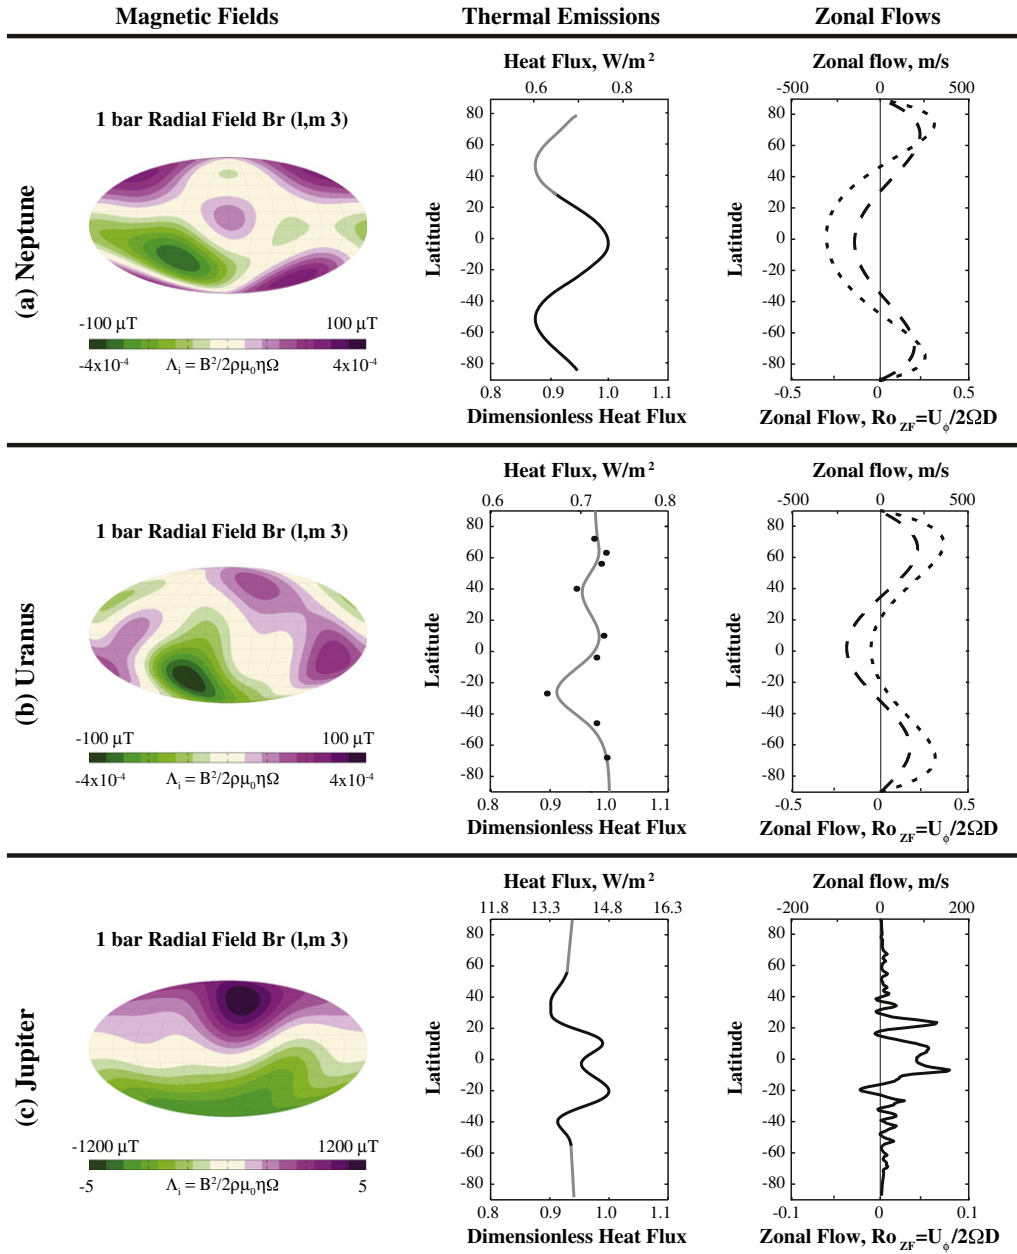 Magnetic Fields
Thermal Emissions
Zonal Flows
(a) Neptune
1 bar Radial Field Br (l,m 3)
-100 μT 100 μT
-4x10⁻⁴ Λᵢ = B²/2ρμ₀ηΩ 4x10⁻⁴
Heat Flux, W/m²
0.6 0.7
Latitude
80
60
40
20
0
-20
-40
-60
-80
0.8 0.9 1.0 1.1
Dimensionless Heat Flux
Zonal flow, m/s
-500 0 500
Latitude
80
60
40
20
0
-20
-40
-60
-80
-0.5 0 0.5
Zonal Flow, Ro ZF=Uϕ/2ΩD
(b) Uranus
1 bar Radial Field Br (l,m 3)
-100 μT 100 μT
-4x10⁻⁴ Λᵢ = B²/2ρμ₀ηΩ 4x10⁻⁴
Heat Flux, W/m²
0.6 0.7 0.8
Latitude
80
60
40
20
0
-20
-40
-60
-80
0.8 0.9 1.0 1.1
Dimensionless Heat Flux
Zonal flow, m/s
-500 0 500
Latitude
80
60
40
20
0
-20
-40
-60
-80
-0.5 0 0.5
Zonal Flow, Ro ZF=Uϕ/2ΩD
(c) Jupiter
1 bar Radial Field Br (l,m 3)
-1200 μT 1200 μT
-5 Λᵢ = B²/2ρμ₀ηΩ 5
Heat Flux, W/m²
11.8 13.3 14.8 16.3
Latitude
80
60
40
20
0
-20
-40
-60
-80
0.8 0.9 1.0 1.1
Dimensionless Heat Flux
Zonal flow, m/s
-200 0 200
Latitude
80
60
40
20
0
-20
-40
-60
-80
-0.1 0 0.1
Zonal Flow, Ro ZF=Uϕ/2ΩD